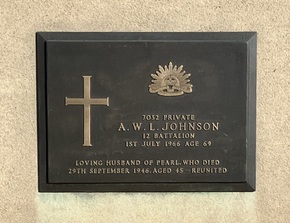 7052 PRIVATE
A.W.L. JOHNSON
12 BATTALION
1ST JULY 1966 AGE 69
LOVING HUSBAND OF PEARL. WHO DIED
29TH SEPTEMBER 1946. AGED 45 - REUNITED